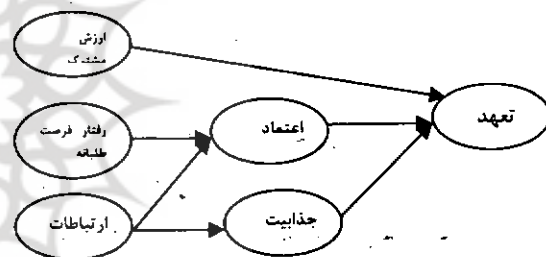 ارزش
مشترک
رفتار فرصت
طلبانه
اعتماد
تعهد
ارتباطات
جذابیت